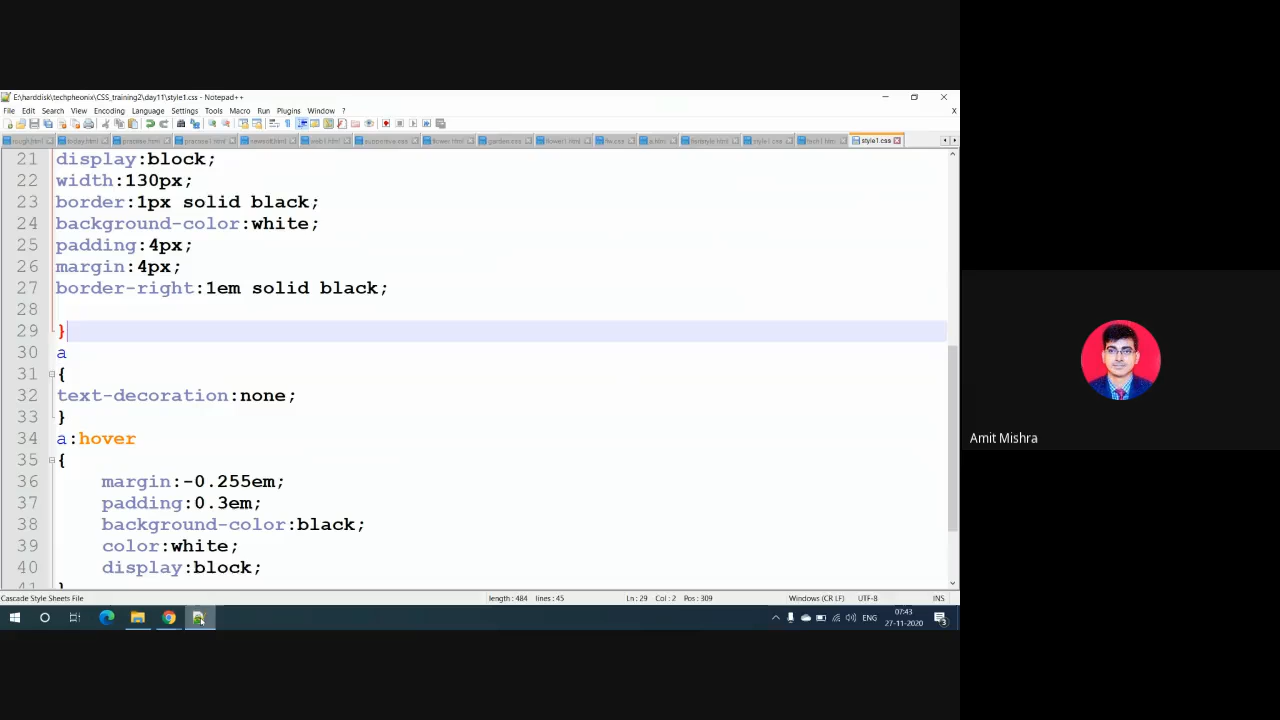 E:\harddisk\techpheonix\CSS_training2\day11\style1.css - Notepad++
File Edit Search View Encoding Language Settings Tools Macro Run Plugins Window ? X
style1.css
21 display:block;
22 width:130px;
23 border:1px solid black;
24 background-color:white;
25 padding:4px;
26 margin:4px;
27 border-right:1em solid black;
28
29 }
30 a
31 {
32 text-decoration:none;
33 }
34 a:hover
35 {
36 margin:-0.255em;
37 padding:0.3em;
38 background-color:black;
39 color:white;
40 display:block;
Amit Mishra
Cascade Style Sheets File length: 484 lines: 45 Ln: 29 Col: 2 Pos: 309 Windows (CR LF) UTF-8 INS
ENG 07:43
27-11-2020